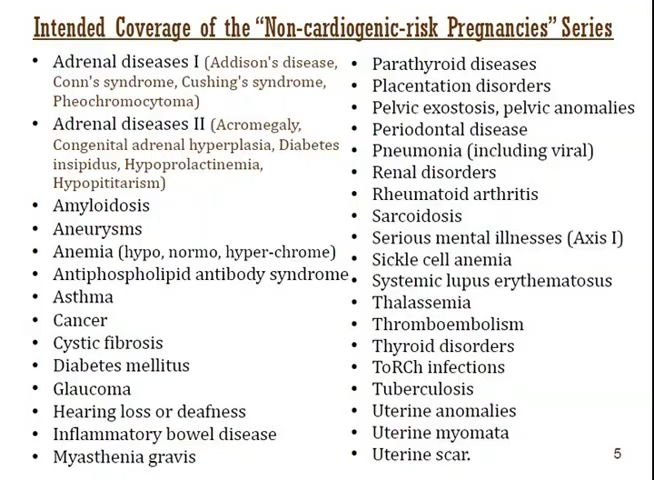 Intended Coverage of the “Non-cardiogenic-risk Pregnancies” Series
• Adrenal diseases I (Addison's disease,
Conn's syndrome, Cushing's syndrome,
Pheochromocytoma)
• Adrenal diseases II (Acromegaly,
Congenital adrenal hyperplasia, Diabetes
insipidus, Hypoprolactinemia,
Hypopititarism)
• Amyloidosis
• Aneurysms
• Anemia (hypo, normo, hyper-chrome)
• Antiphospholipid antibody syndrome
• Asthma
• Cancer
• Cystic fibrosis
• Diabetes mellitus
• Glaucoma
• Hearing loss or deafness
• Inflammatory bowel disease
• Myasthenia gravis
• Parathyroid diseases
• Placentation disorders
• Pelvic exostosis, pelvic anomalies
• Periodontal disease
• Pneumonia (including viral)
• Renal disorders
• Rheumatoid arthritis
• Sarcoidosis
• Serious mental illnesses (Axis I)
• Sickle cell anemia
• Systemic lupus erythematosus
• Thalassemia
• Thromboembolism
• Thyroid disorders
• ToRCh infections
• Tuberculosis
• Uterine anomalies
• Uterine myomata
• Uterine scar.
5